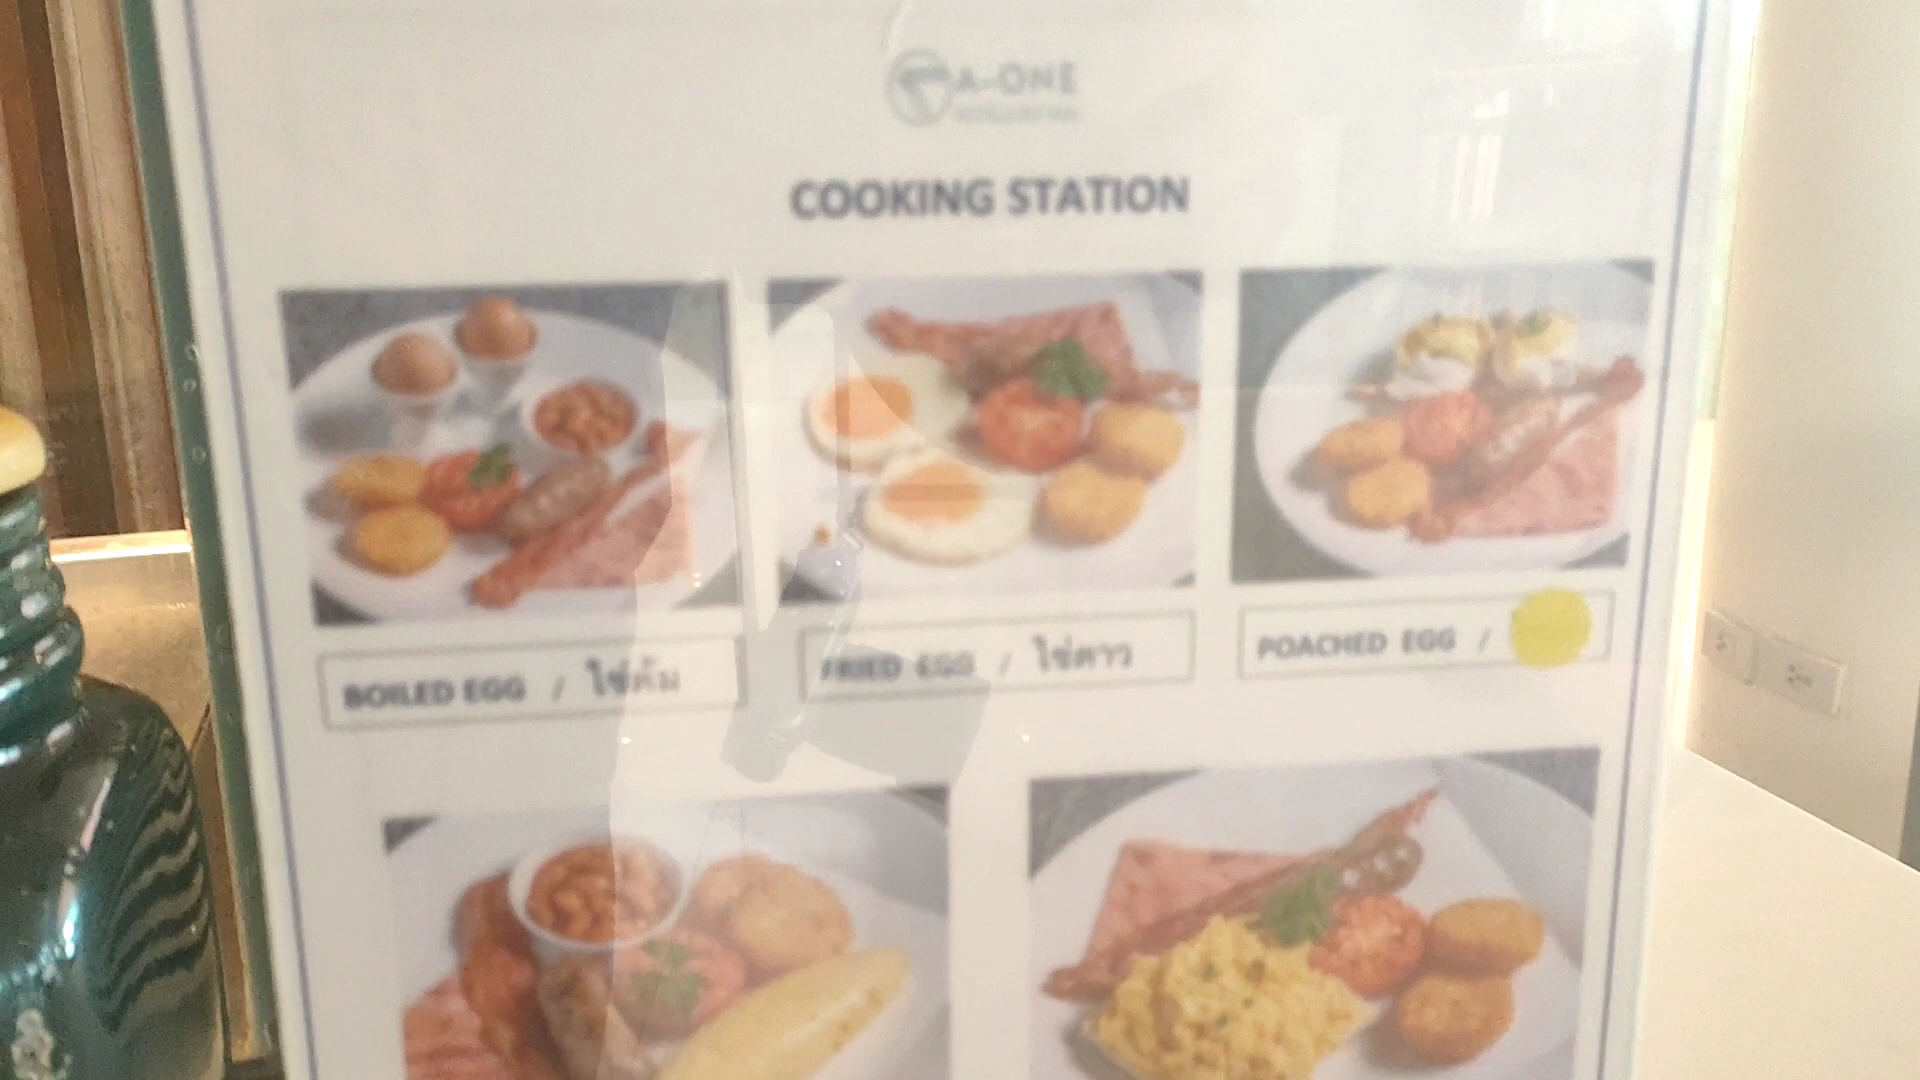 A-ONE
COOKING STATION
BOILED EGG / ไข่ต้ม
FRIED EGG / ไข่ดาว
POACHED EGG /